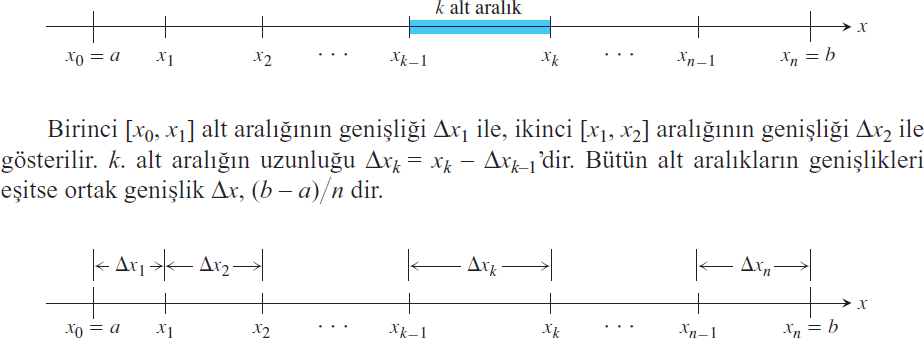 k alt aralık
x
x₀ = a x₁ x₂ · · · xₖ₋₁ xₖ · · · xₙ₋₁ xₙ = b
Birinci [x₀, x₁] alt aralığının genişliği Δx₁ ile, ikinci [x₁, x₂] aralığının genişliği Δx₂ ile
gösterilir. k. alt aralığın uzunluğu Δxₖ = xₖ – Δxₖ₋₁'dir. Bütün alt aralıkların genişlikleri
eşitse ortak genişlik Δx, (b – a)/n dir.
Δx₁ Δx₂ Δxₖ Δxₙ
x
x₀ = a x₁ x₂ · · · xₖ₋₁ xₖ · · · xₙ₋₁ xₙ = b